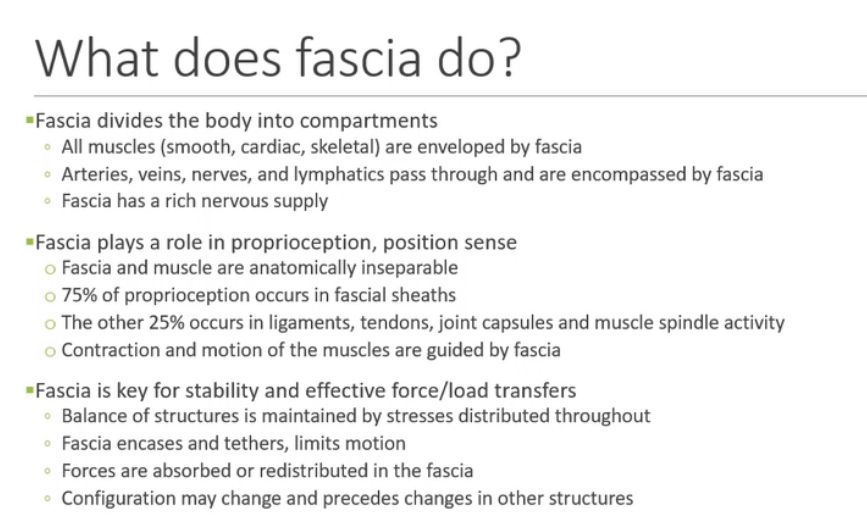 What does fascia do?
▪Fascia divides the body into compartments
◦ All muscles (smooth, cardiac, skeletal) are enveloped by fascia
◦ Arteries, veins, nerves, and lymphatics pass through and are encompassed by fascia
◦ Fascia has a rich nervous supply
▪Fascia plays a role in proprioception, position sense
o Fascia and muscle are anatomically inseparable
o 75% of proprioception occurs in fascial sheaths
o The other 25% occurs in ligaments, tendons, joint capsules and muscle spindle activity
o Contraction and motion of the muscles are guided by fascia
▪Fascia is key for stability and effective force/load transfers
◦ Balance of structures is maintained by stresses distributed throughout
◦ Fascia encases and tethers, limits motion
◦ Forces are absorbed or redistributed in the fascia
◦ Configuration may change and precedes changes in other structures